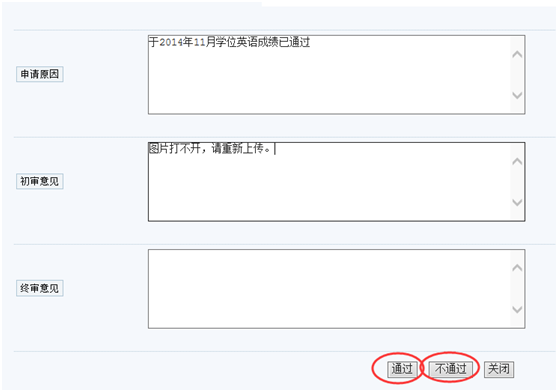 于2014年11月学位英语成绩已通过
申请原因
图片打不开，请重新上传。
初审意见
终审意见
通过 不通过 关闭